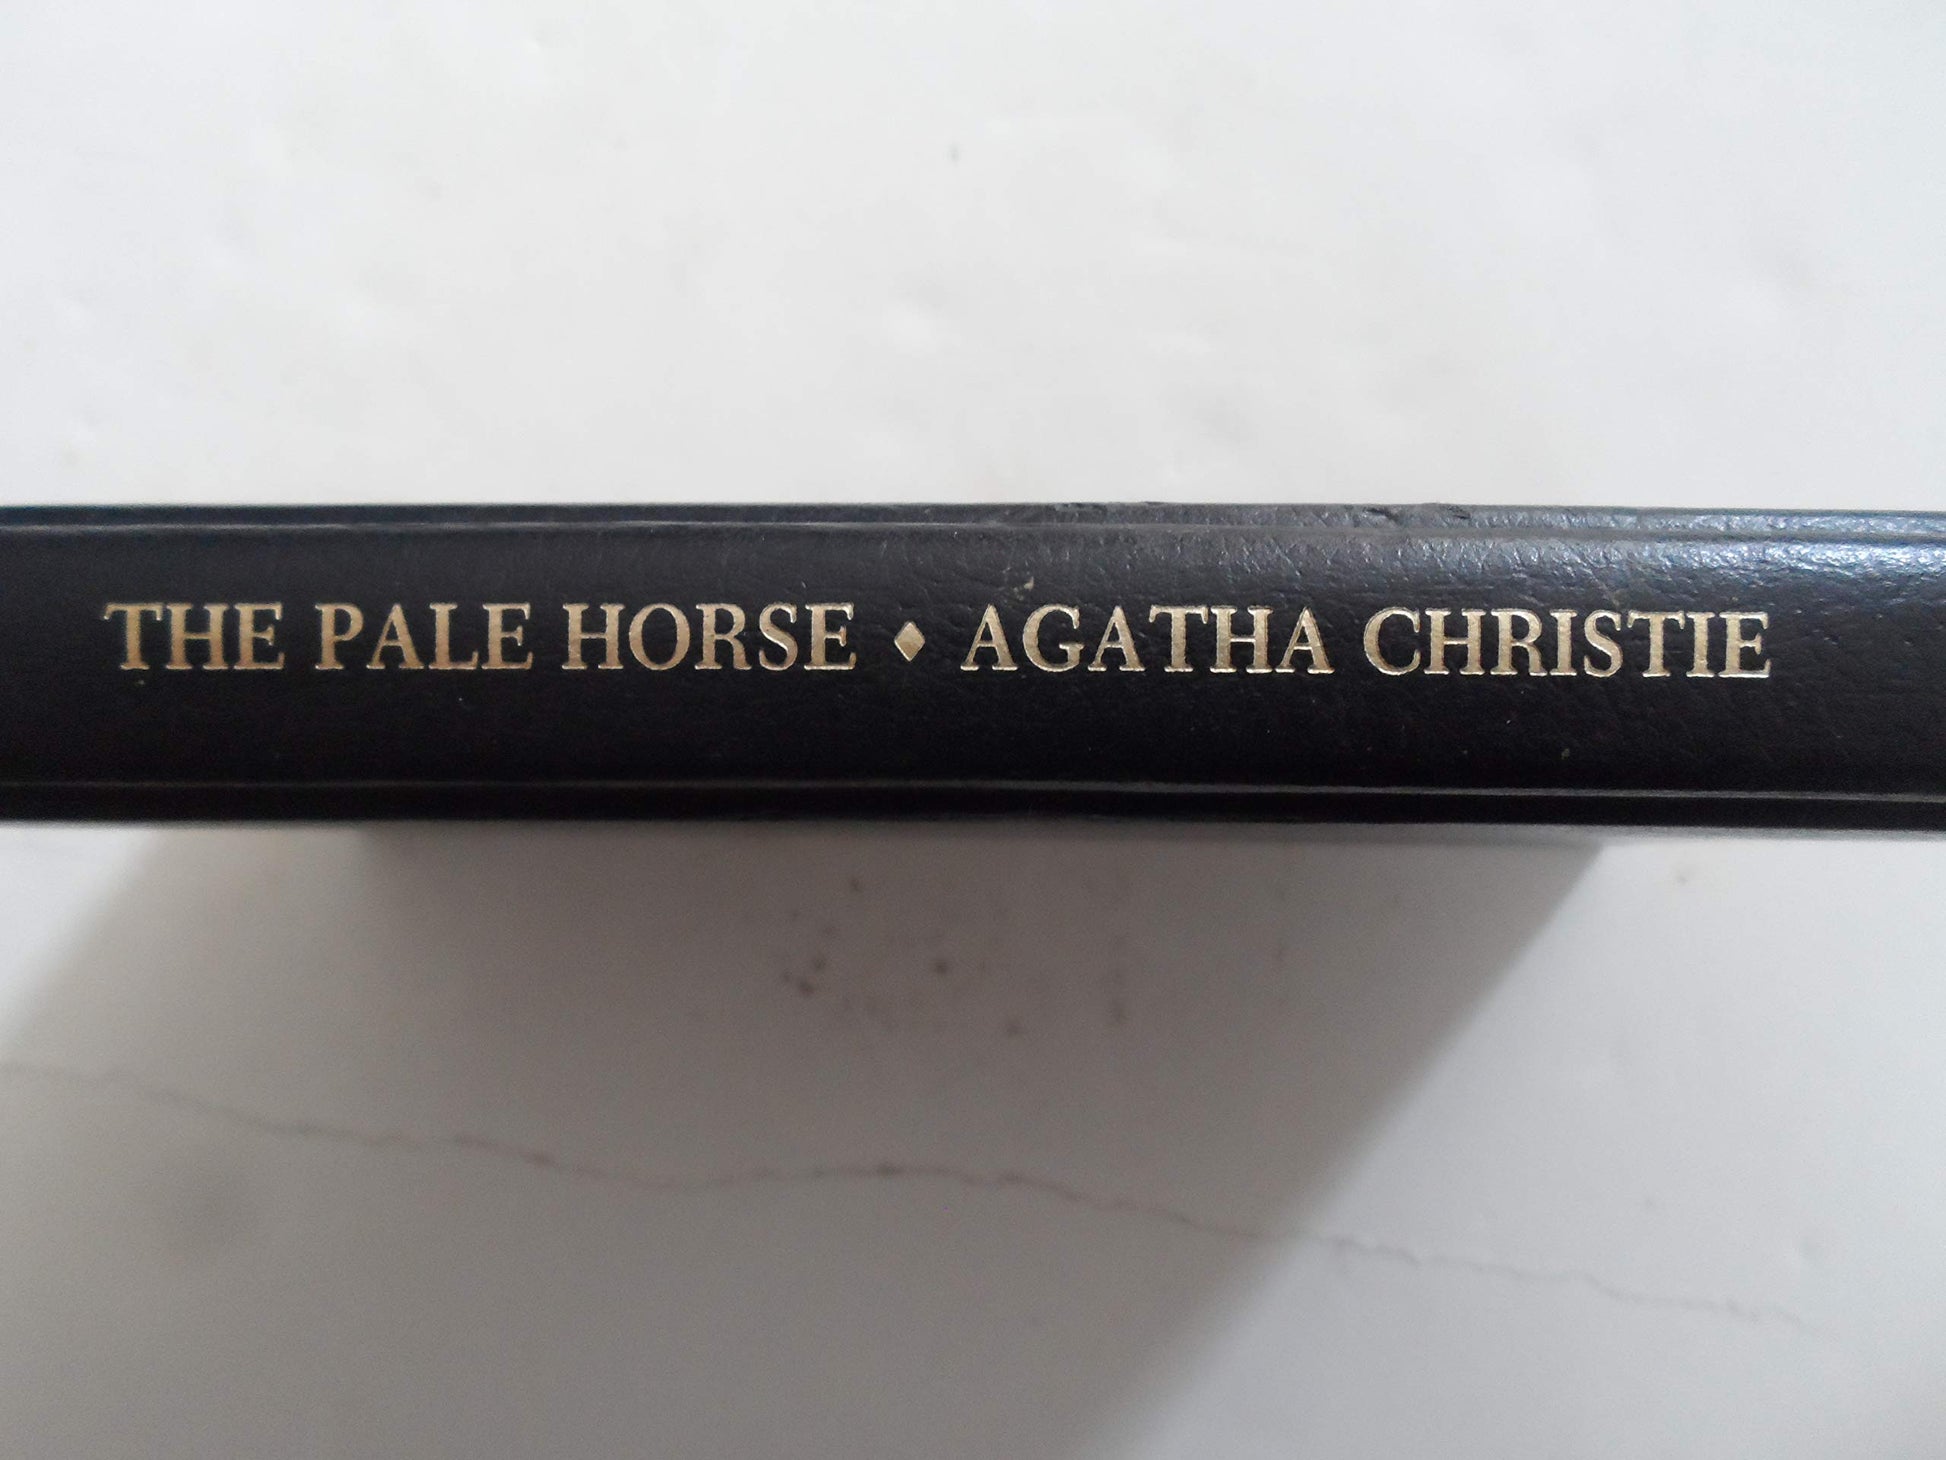 THE PALE HORSE ♦ AGATHA CHRISTIE